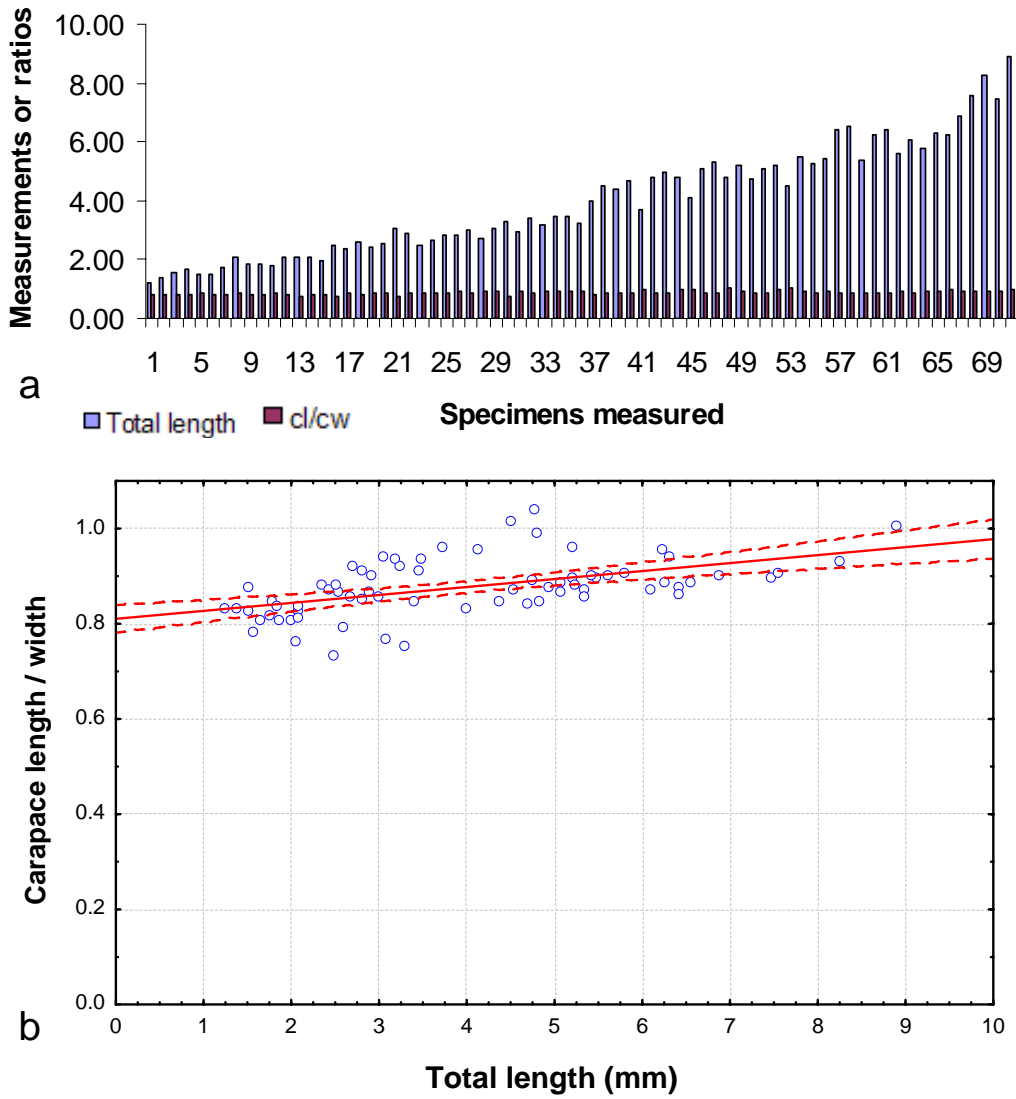 Measurements or ratios
10.00
8.00
6.00
4.00
2.00
0.00
1 5 9 13 17 21 25 29 33 37 41 45 49 53 57 61 65 69
a
Total length cl/cw Specimens measured
Carapace length / width
1.0
0.8
0.6
0.4
0.2
0.0
b
0 1 2 3 4 5 6 7 8 9 10
Total length (mm)